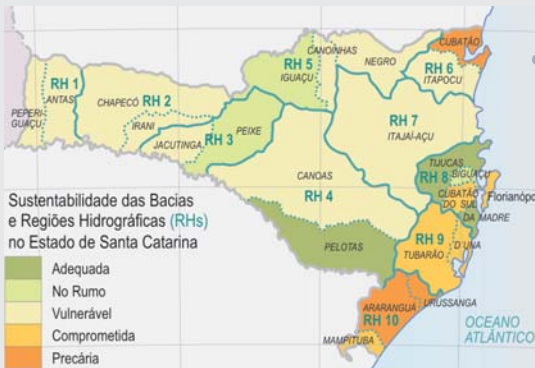 CUBATÃO
CANOINHAS
NEGRO
RH 5
IGUAÇU
RH 6
ITAPOCU
RH 1
ANTAS
CHAPECÓ
RH 2
PEPERI-
GUAÇU
IRANI
JACUTINGA
RH 3
PEIXE
RH 7
ITAJAÍ-AÇU
TIJUCAS
RH 8
BIGUAÇU
CANOAS
RH 4
CUBATÃO
DO SUL
Florianópo
DA MADRE
Sustentabilidade das Bacias
e Regiões Hidrográficas (RHs)
no Estado de Santa Catarina
PELOTAS
RH 9
TUBARÃO
D'UNA
Adequada
No Rumo
Vulnerável
Comprometida
Precária
ARARANGUÁ
URUSSANGA
RH 10
MAMPITUBA
OCEANO
ATLÂNTICO